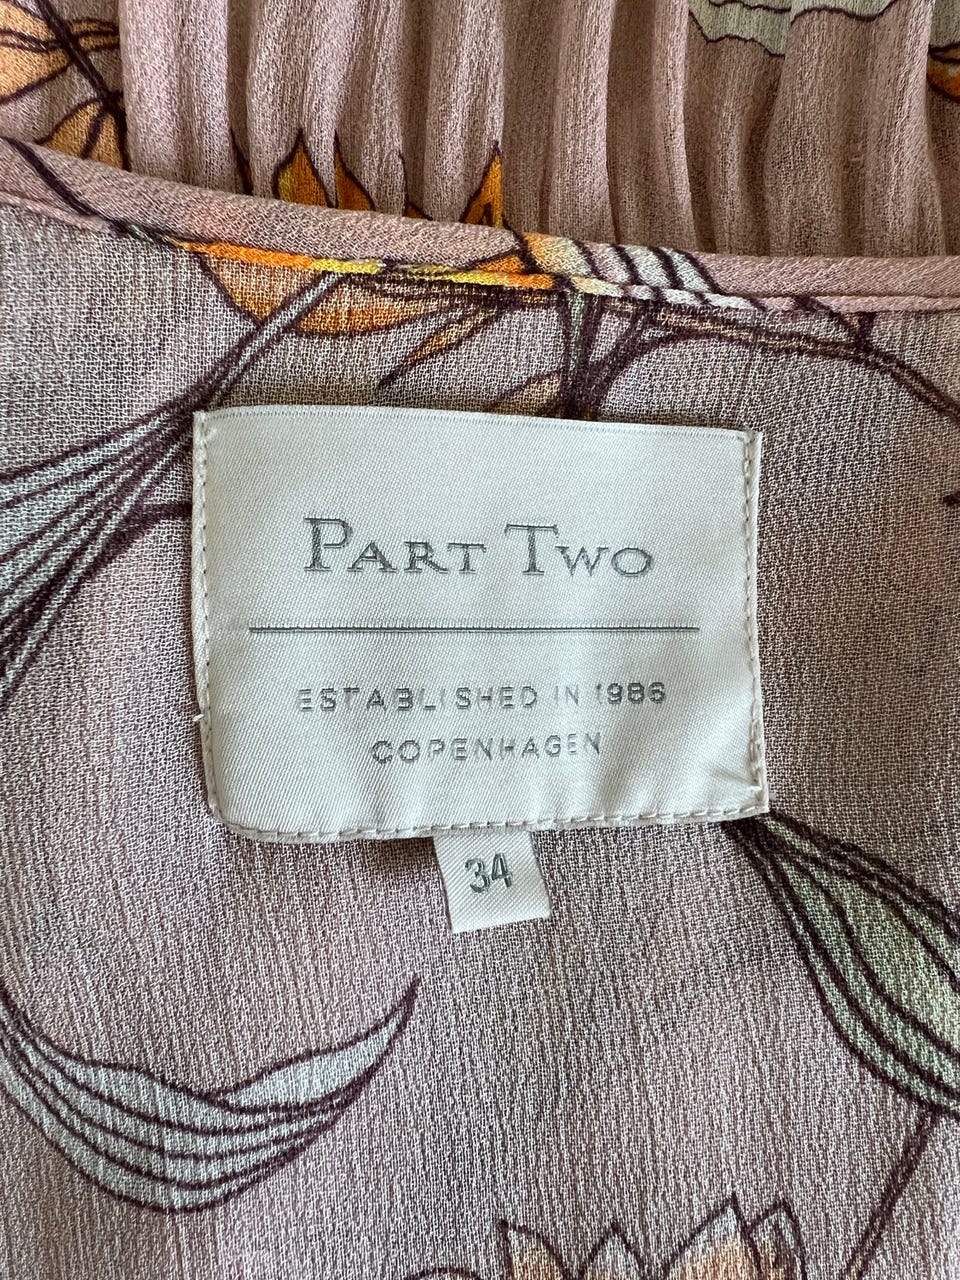 PART TWO
ESTABLISHED IN 1986
COPENHAGEN
34